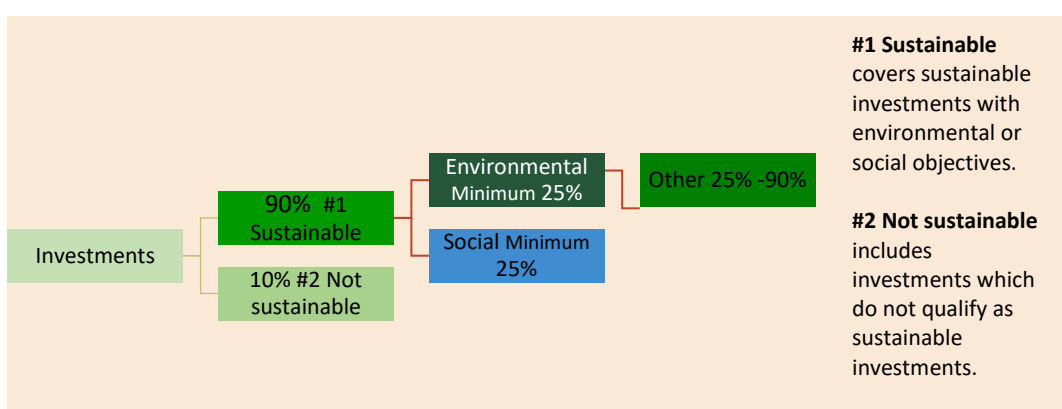 Investments
90% #1
Sustainable
10% #2 Not
sustainable
Environmental
Minimum 25%
Social Minimum
25%
Other 25% -90%
#1 Sustainable
covers sustainable
investments with
environmental or
social objectives.
#2 Not sustainable
includes
investments which
do not qualify as
sustainable
investments.